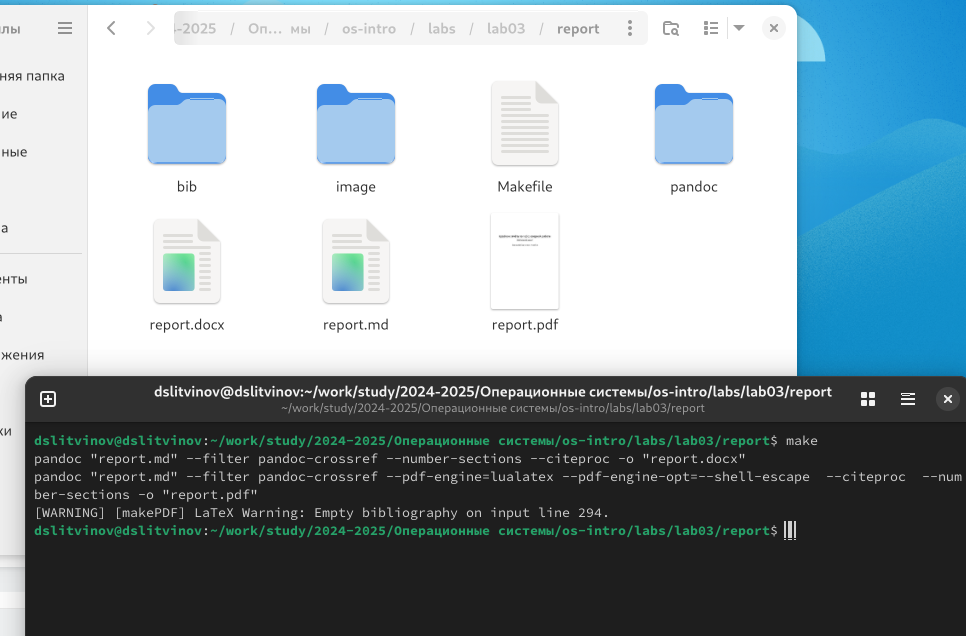 лы
-2025 / Оп... мы / os-intro / labs / lab03 / report
няя папка
ие
ные
а
нты
жения
ки
bib
image
Makefile
pandoc
report.docx
report.md
report.pdf
dslitvinov@dslitvinov:~/work/study/2024-2025/Операционные системы/os-intro/labs/lab03/report
~/work/study/2024-2025/Операционные системы/os-intro/labs/lab03/report
dslitvinov@dslitvinov:~/work/study/2024-2025/Операционные системы/os-intro/labs/lab03/report$ make
pandoc "report.md" --filter pandoc-crossref --number-sections --citeproc -o "report.docx"
pandoc "report.md" --filter pandoc-crossref --pdf-engine=lualatex --pdf-engine-opt=--shell-escape  --citeproc  --num
ber-sections -o "report.pdf"
[WARNING] [makePDF] LaTeX Warning: Empty bibliography on input line 294.
dslitvinov@dslitvinov:~/work/study/2024-2025/Операционные системы/os-intro/labs/lab03/report$